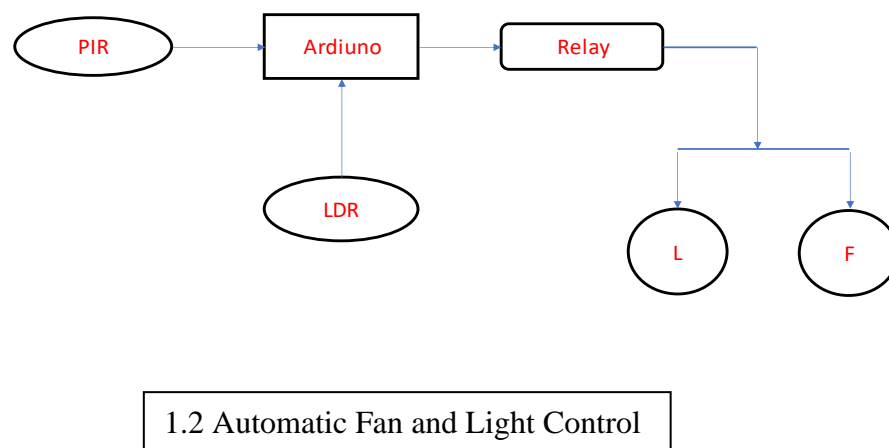 PIR
Ardiuno
Relay
LDR
L
F
1.2 Automatic Fan and Light Control